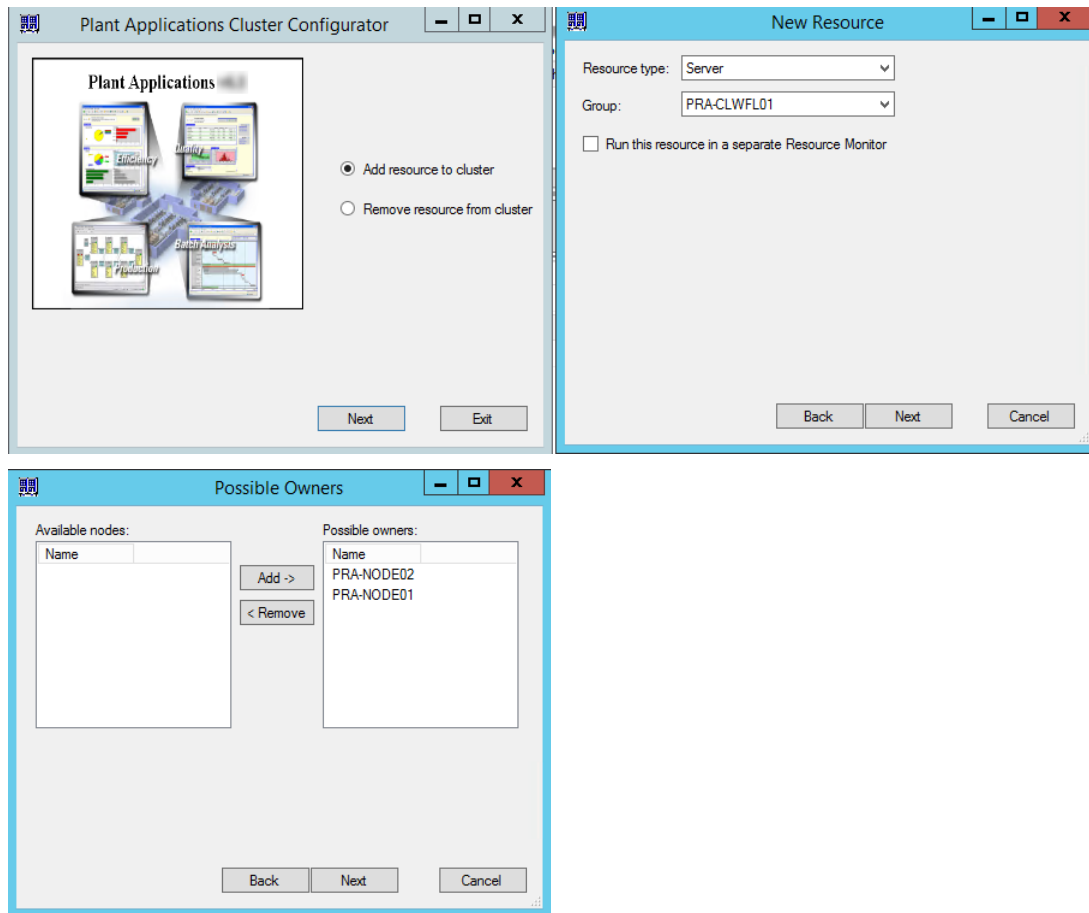 Plant Applications Cluster Configurator
Plant Applications
Efficiency
Quality
Production
Batch Analysis
Add resource to cluster
Remove resource from cluster
Next
Exit
New Resource
Resource type:
Server
Group:
PRA-CLWFL01
Run this resource in a separate Resource Monitor
Back
Next
Cancel
Possible Owners
Available nodes:
Name
Add ->
< Remove
Possible owners:
Name
PRA-NODE02
PRA-NODE01
Back
Next
Cancel